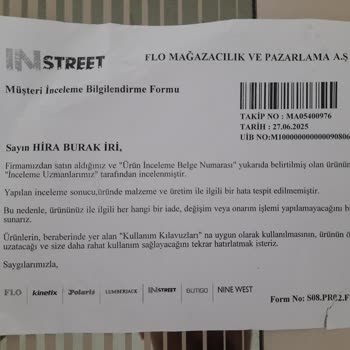 INSTREET
FLO MAĞAZACILIK VE PAZARLAMA A.Ş
Müşteri İnceleme Bilgilendirme Formu
TAKİP NO : MA05400976
TARİH : 27.06.2025
UİB NO:M1000000000000090806
Sayın HİRA BURAK İRİ,
Firmamızdan satın aldığınız ve "Ürün İnceleme Belge Numarası" yukarıda belirtilmiş olan ürünü
"İnceleme Uzmanlarımız" tarafından incelenmiştir.
Yapılan inceleme sonucu,üründe malzeme ve üretim ile ilgili bir hata tespit edilmemiştir.
Bu nedenle, ürününüz ile ilgili her hangi bir iade, değişim veya onarım işlemi yapılamayacağını b
sunarız.
Ürünlerin, beraberinde yer alan "Kullanım Kılavuzları" na uygun olarak kullanılmasının, ürünün ö
uzatacağı ve size daha rahat kullanım sağlayacağını tekrar hatırlatmak isteriz.
Saygılarımızla,
FLO | kinetix | Polaris | LUMBERJACK | INSTREET | BUTIGO | NINE WEST
Form No: S08.PR02.F